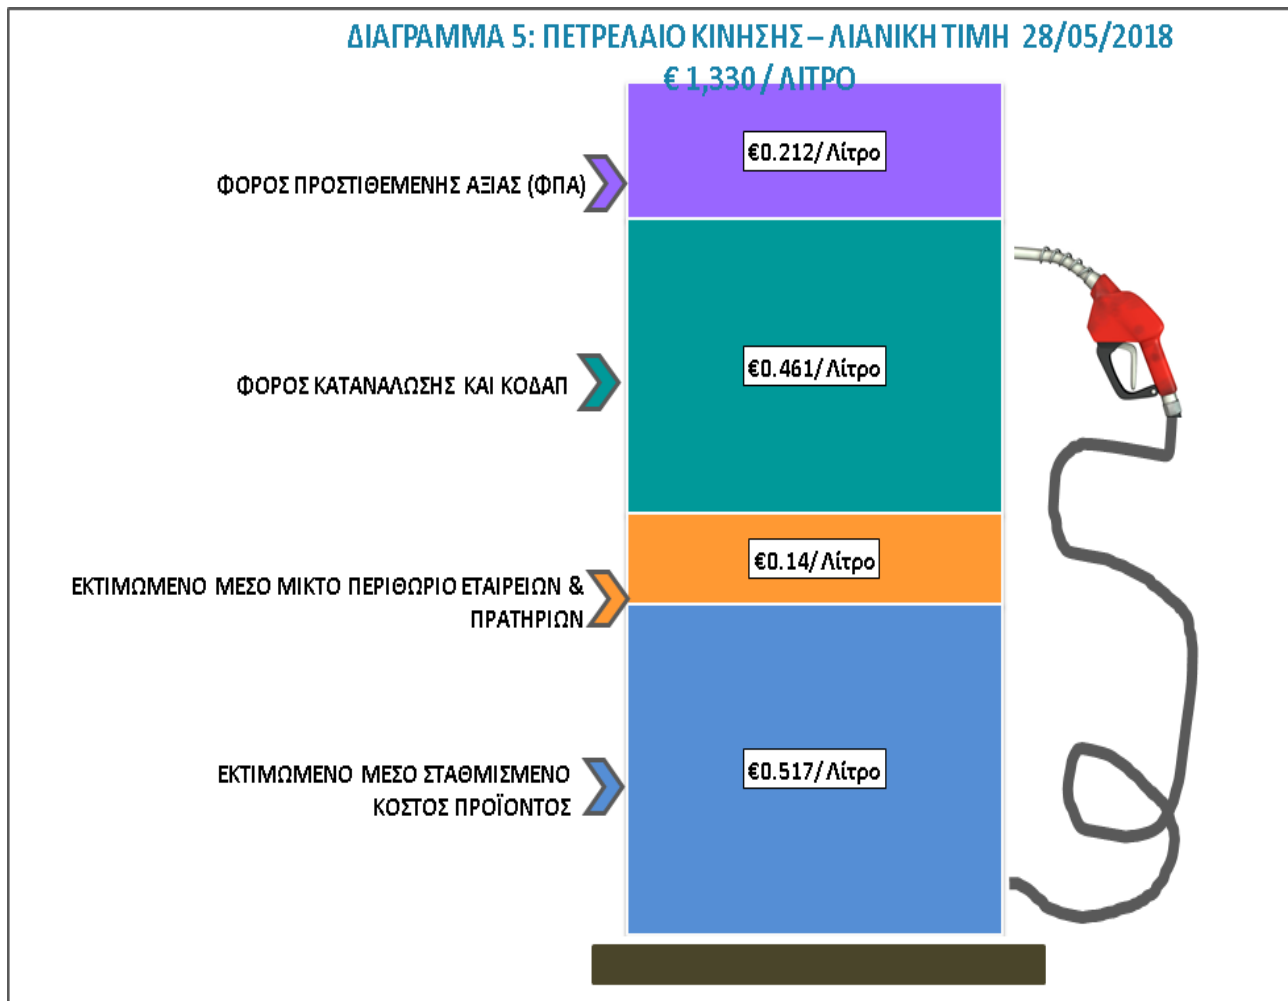 ΔΙΑΓΡΑΜΜΑ 5: ΠΕΤΡΕΛΑΙΟ ΚΙΝΗΣΗΣ – ΛΙΑΝΙΚΗ ΤΙΜΗ 28/05/2018
€ 1,330 / ΛΙΤΡΟ
€0.212/Λίτρο
ΦΟΡΟΣ ΠΡΟΣΤΙΘΕΜΕΝΗΣ ΑΞΙΑΣ (ΦΠΑ)
€0.461/Λίτρο
ΦΟΡΟΣ ΚΑΤΑΝΑΛΩΣΗΣ ΚΑΙ ΚΟΔΑΠ
€0.14/Λίτρο
ΕΚΤΙΜΩΜΕΝΟ ΜΕΣΟ ΜΙΚΤΟ ΠΕΡΙΘΩΡΙΟ ΕΤΑΙΡΕΙΩΝ &
ΠΡΑΤΗΡΙΩΝ
€0.517/Λίτρο
ΕΚΤΙΜΩΜΕΝΟ ΜΕΣΟ ΣΤΑΘΜΙΣΜΕΝΟ
ΚΟΣΤΟΣ ΠΡΟΪΟΝΤΟΣ